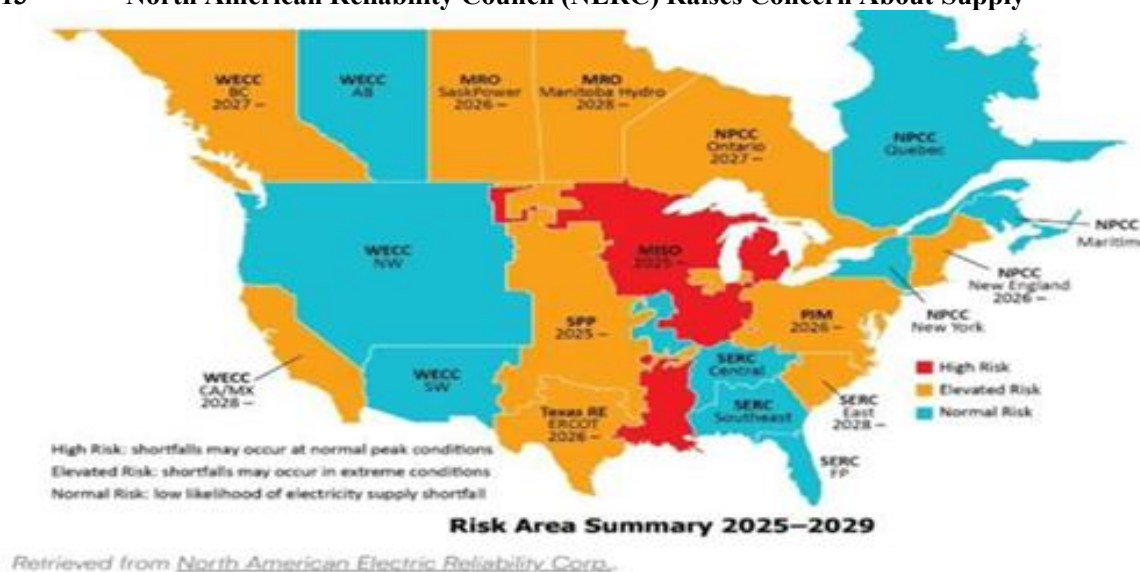 North American Reliability Council (NERC) Raises Concern About Supply
WECC
BC
2027 –
WECC
AB
MRO
SaskPower
2026 –
MRO
Manitoba Hydro
2028 –
NPCC
Ontario
2027 –
NPCC
Quebec
NPCC
Maritim
NPCC
New England
2026 –
NPCC
New York
WECC
NW
MISO
2025 –
SPP
2025 –
PJM
2026 –
WECC
CA/MX
2028 –
WECC
SW
SERC
Central
SERC
Southeast
SERC
East
2028 –
SERC
FP
Texas RE
ERCOT
2026 –
High Risk
Elevated Risk
Normal Risk
High Risk: shortfalls may occur at normal peak conditions
Elevated Risk: shortfalls may occur in extreme conditions
Normal Risk: low likelihood of electricity supply shortfall
Risk Area Summary 2025–2029
Retrieved from North American Electric Reliability Corp..